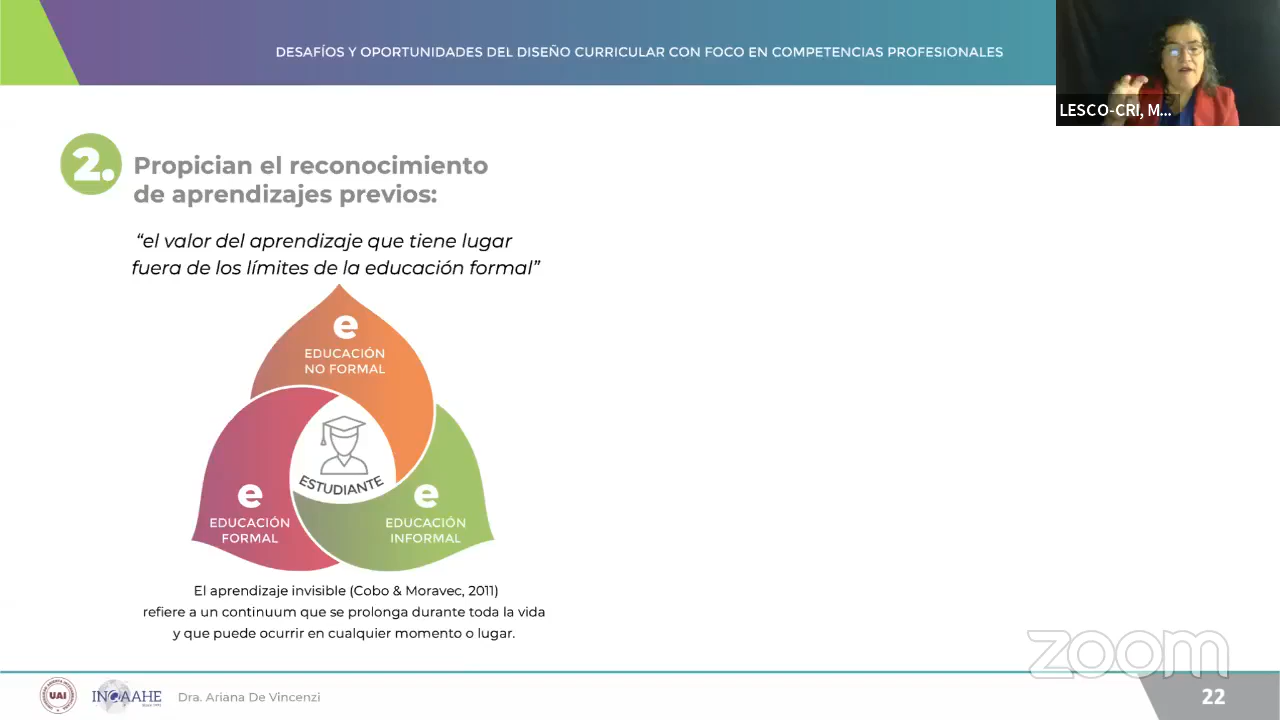 DESAFÍOS Y OPORTUNIDADES DEL DISEÑO CURRICULAR CON FOCO EN COMPETENCIAS PROFESIONALES
LESCO-CRI, M...
2.
Propician el reconocimiento
de aprendizajes previos:
“el valor del aprendizaje que tiene lugar
fuera de los límites de la educación formal”
e
EDUCACIÓN
NO FORMAL
ESTUDIANTE
e
EDUCACIÓN
FORMAL
e
EDUCACIÓN
INFORMAL
El aprendizaje invisible (Cobo & Moravec, 2011)
refiere a un continuum que se prolonga durante toda la vida
y que puede ocurrir en cualquier momento o lugar.
zoom
UAI
INQAAHE
Dra. Ariana De Vincenzi
22